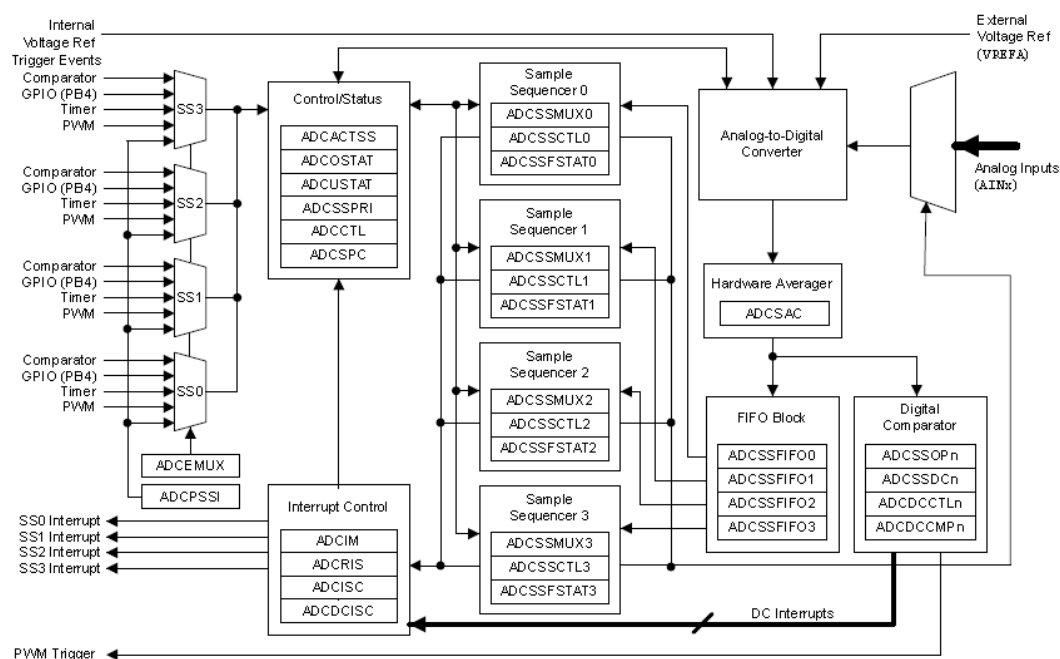 Internal
Voltage Ref
Trigger Events
Comparator
GPIO (PB4)
Timer
PWM
SS3
Comparator
GPIO (PB4)
Timer
PWM
SS2
Comparator
GPIO (PB4)
Timer
PWM
SS1
Comparator
GPIO (PB4)
Timer
PWM
SS0
ADCEMUX
ADCPSSI
SS0 Interrupt
SS1 Interrupt
SS2 Interrupt
SS3 Interrupt
PWM Trigger
Control/Status
ADCACTSS
ADCOSTAT
ADCUSTAT
ADCSSPRI
ADCCTL
ADCSPC
Interrupt Control
ADCIM
ADCRIS
ADCISC
ADCDCISC
Sample
Sequencer 0
ADCSSMUX0
ADCSSCTL0
ADCSSFSTAT0
Sample
Sequencer 1
ADCSSMUX1
ADCSSCTL1
ADCSSFSTAT1
Sample
Sequencer 2
ADCSSMUX2
ADCSSCTL2
ADCSSFSTAT2
Sample
Sequencer 3
ADCSSMUX3
ADCSSCTL3
ADCSSFSTAT3
External
Voltage Ref
(VREFA)
Analog-to-Digital
Converter
Analog Inputs
(AINx)
Hardware Averager
ADCSAC
FIFO Block
ADCSSFIFO0
ADCSSFIFO1
ADCSSFIFO2
ADCSSFIFO3
Digital
Comparator
ADCSSOPn
ADCSSDCn
ADCDCCTLn
ADCDCCMPn
DC Interrupts